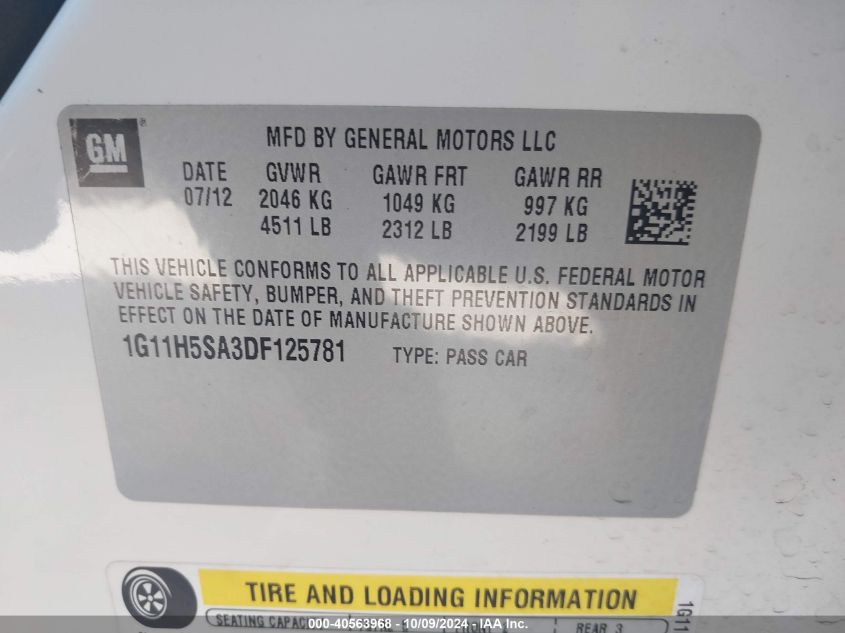 GM
MFD BY GENERAL MOTORS LLC
DATE GVWR GAWR FRT GAWR RR
07/12 2046 KG 1049 KG 997 KG
4511 LB 2312 LB 2199 LB
THIS VEHICLE CONFORMS TO ALL APPLICABLE U.S. FEDERAL MOTOR
VEHICLE SAFETY, BUMPER, AND THEFT PREVENTION STANDARDS IN
EFFECT ON THE DATE OF MANUFACTURE SHOWN ABOVE.
1G11H5SA3DF125781 TYPE: PASS CAR
TIRE AND LOADING INFORMATION
SEATING REAR 3
1G11
000-40563968 - 10/09/2024 - IAA Inc.